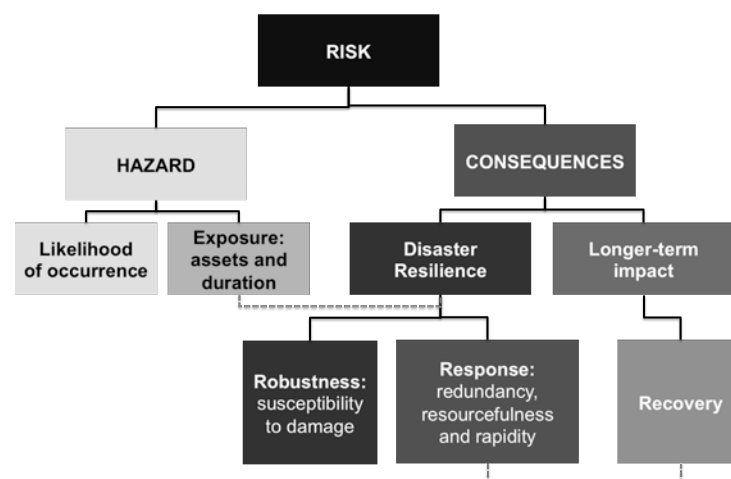 RISK
HAZARD
CONSEQUENCES
Likelihood
of occurrence
Exposure:
assets and
duration
Disaster
Resilience
Longer-term
impact
Robustness:
susceptibility
to damage
Response:
redundancy,
resourcefulness
and rapidity
Recovery